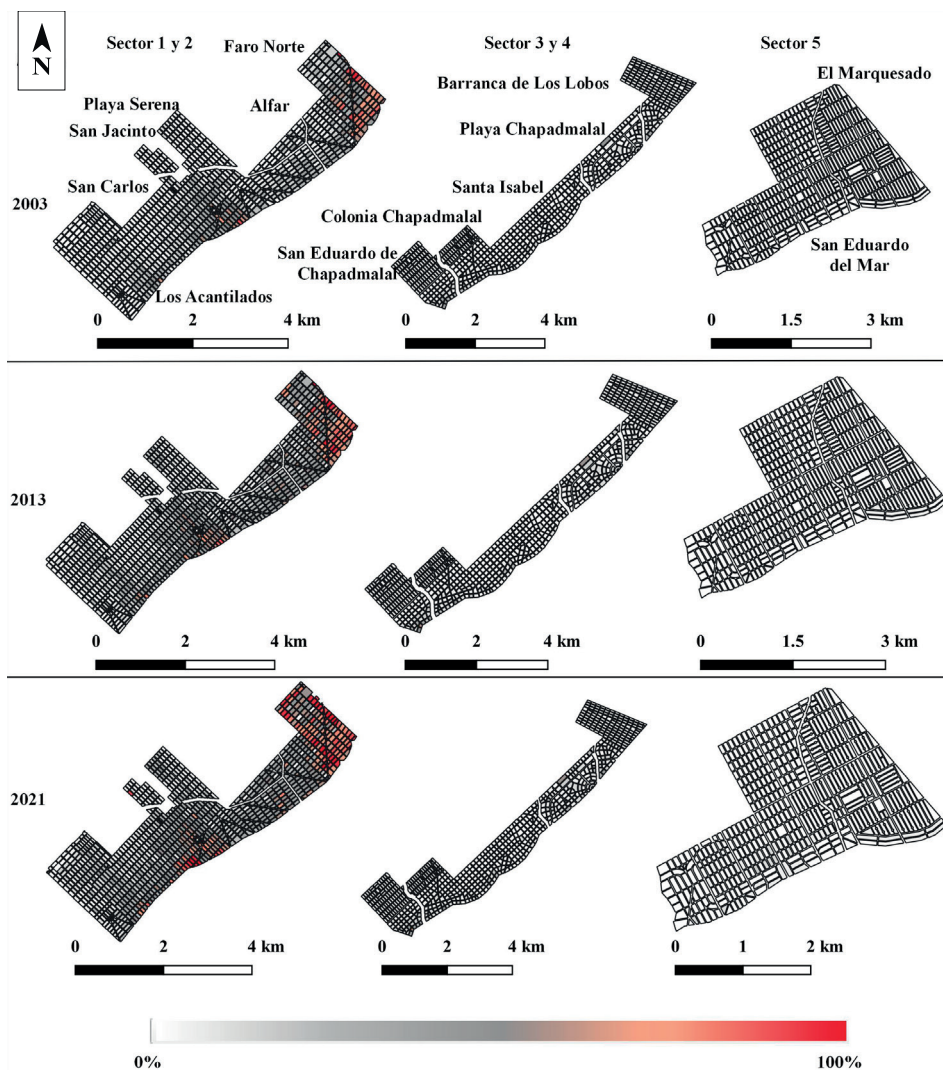 N
Sector 1 y 2
Faro Norte
Playa Serena
Alfar
San Jacinto
San Carlos
Los Acantilados
Sector 3 y 4
Barranca de Los Lobos
Playa Chapadmalal
Santa Isabel
Colonia Chapadmalal
San Eduardo de
Chapadmalal
Sector 5
El Marquesado
San Eduardo
del Mar
2003
0 2 4 km
0 2 4 km
0 1.5 3 km
2013
0 2 4 km
0 2 4 km
0 1.5 3 km
2021
0 2 4 km
0 2 4 km
0 1 2 km
0% 100%